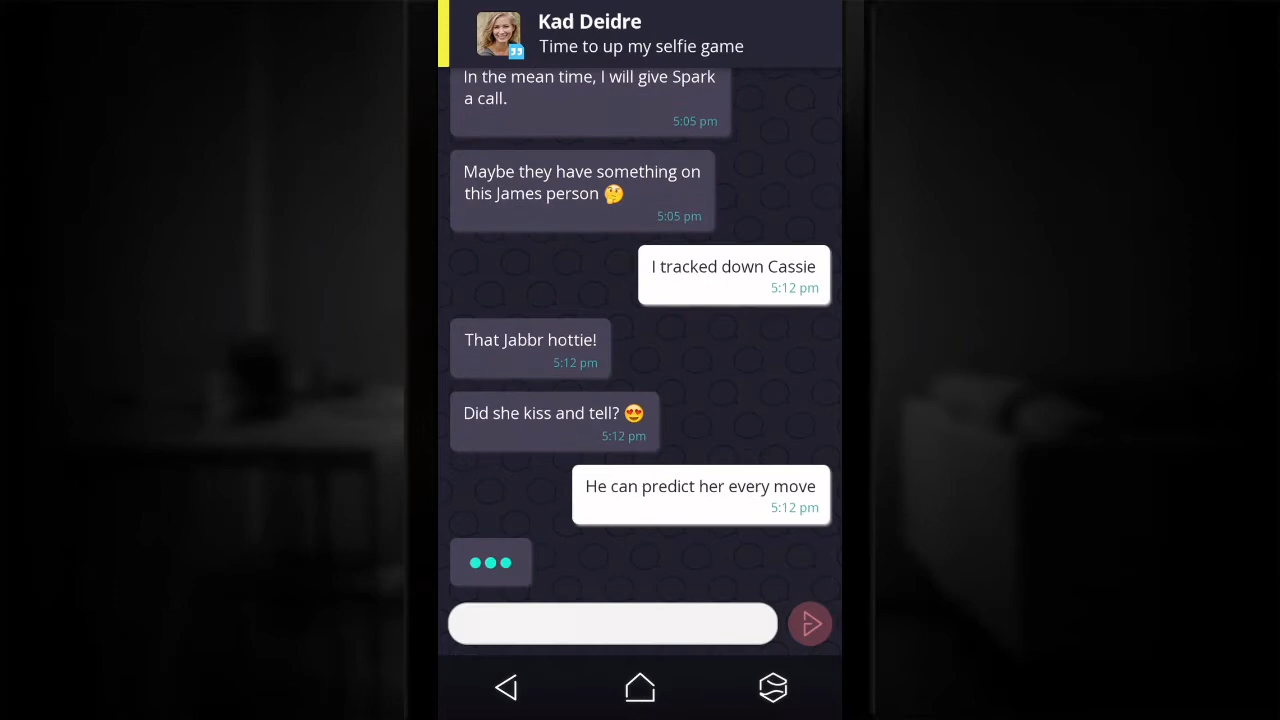 Kad Deidre
Time to up my selfie game
In the mean time, I will give Spark
a call.
5:05 pm
Maybe they have something on
this James person 🤔
5:05 pm
I tracked down Cassie
5:12 pm
That Jabbr hottie!
5:12 pm
Did she kiss and tell? 😍
5:12 pm
He can predict her every move
5:12 pm